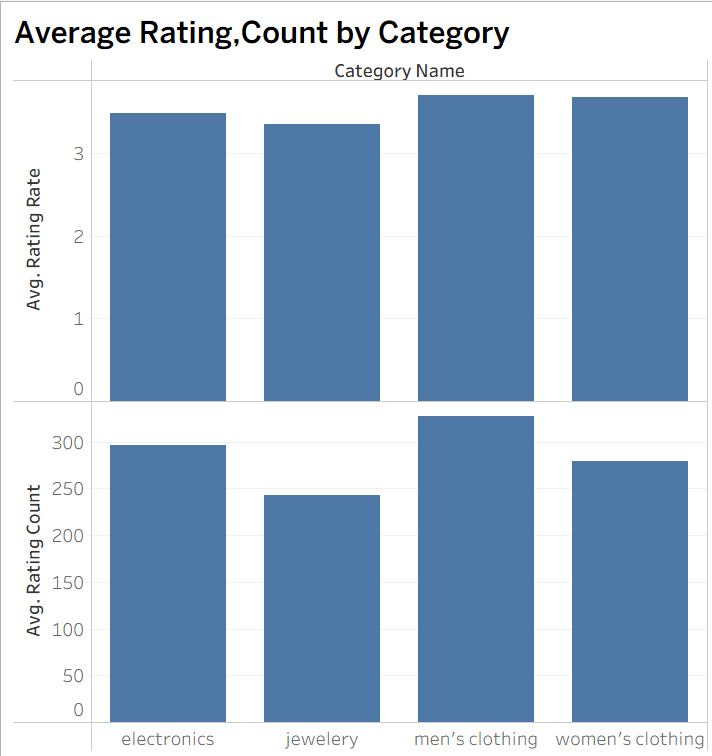 Average Rating,Count by Category
Category Name
Avg. Rating Rate
3
2
1
0
Avg. Rating Count
300
250
200
150
100
50
0
electronics jewelery men's clothing women's clothing